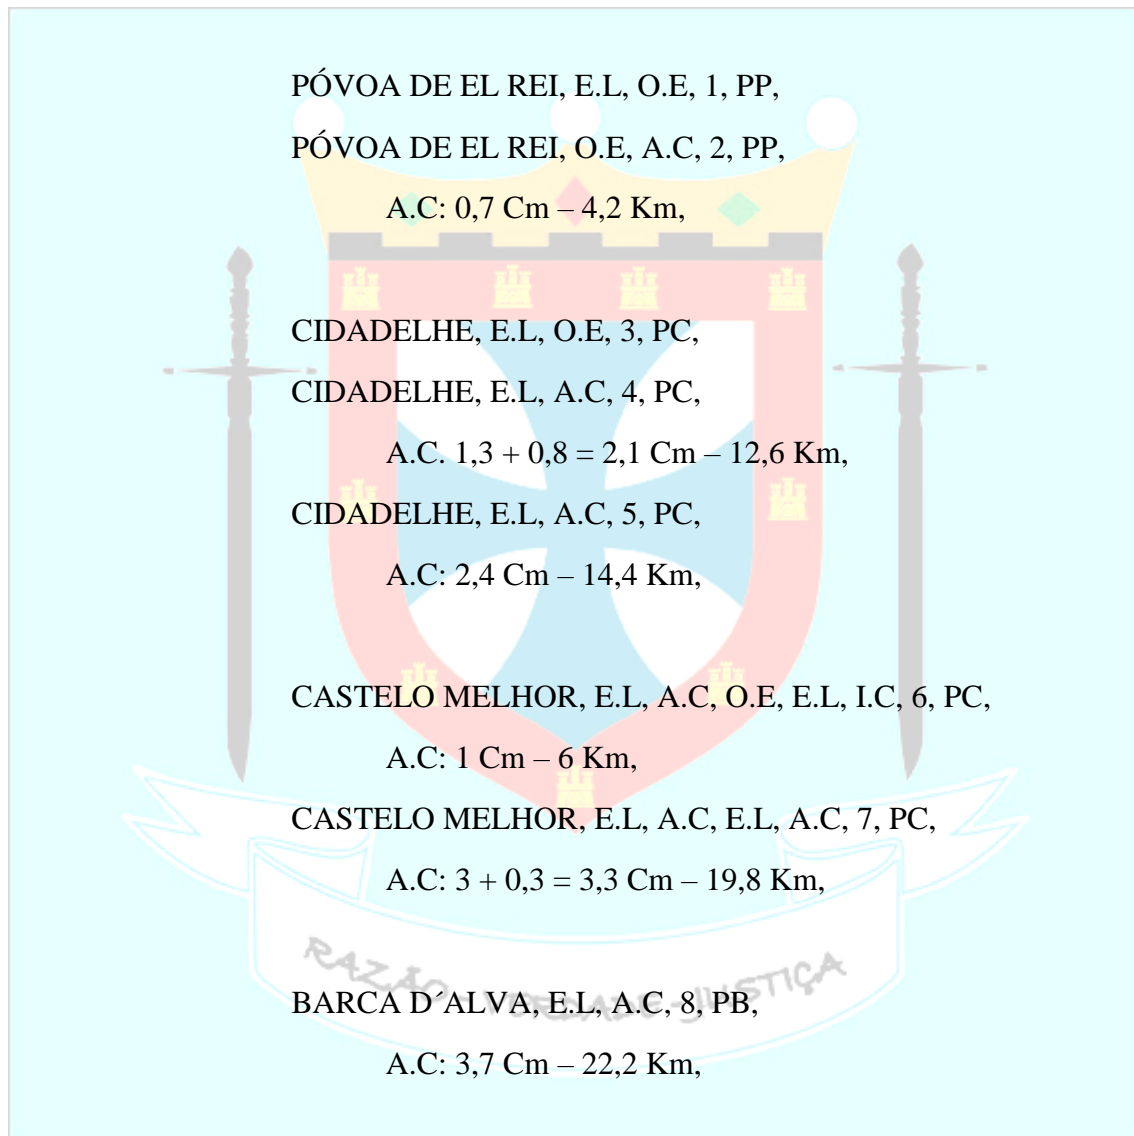 PÓVOA DE EL REI, E.L, O.E, 1, PP,
PÓVOA DE EL REI, O.E, A.C, 2, PP,
A.C: 0,7 Cm – 4,2 Km,
CIDADELHE, E.L, O.E, 3, PC,
CIDADELHE, E.L, A.C, 4, PC,
A.C. 1,3 + 0,8 = 2,1 Cm – 12,6 Km,
CIDADELHE, E.L, A.C, 5, PC,
A.C: 2,4 Cm – 14,4 Km,
CASTELO MELHOR, E.L, A.C, O.E, E.L, I.C, 6, PC,
A.C: 1 Cm – 6 Km,
CASTELO MELHOR, E.L, A.C, E.L, A.C, 7, PC,
A.C: 3 + 0,3 = 3,3 Cm – 19,8 Km,
RAZÃO - VERDADE - JUSTIÇA
BARCA D´ALVA, E.L, A.C, 8, PB,
A.C: 3,7 Cm – 22,2 Km,